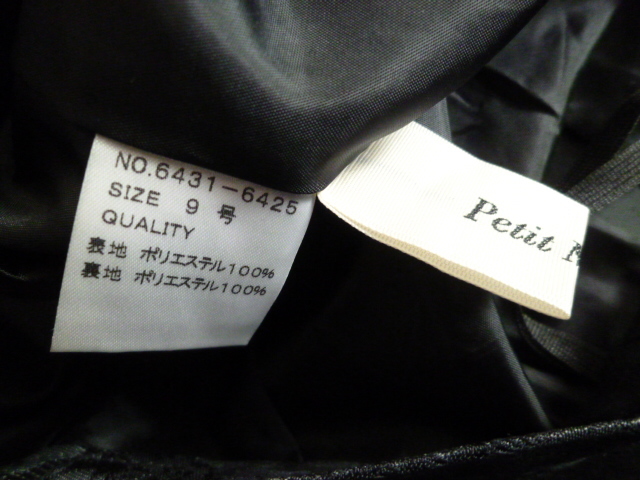 NO.6431-6425
SIZE 9 号
QUALITY
表地 ポリエステル100%
裏地 ポリエステル100%
Petit